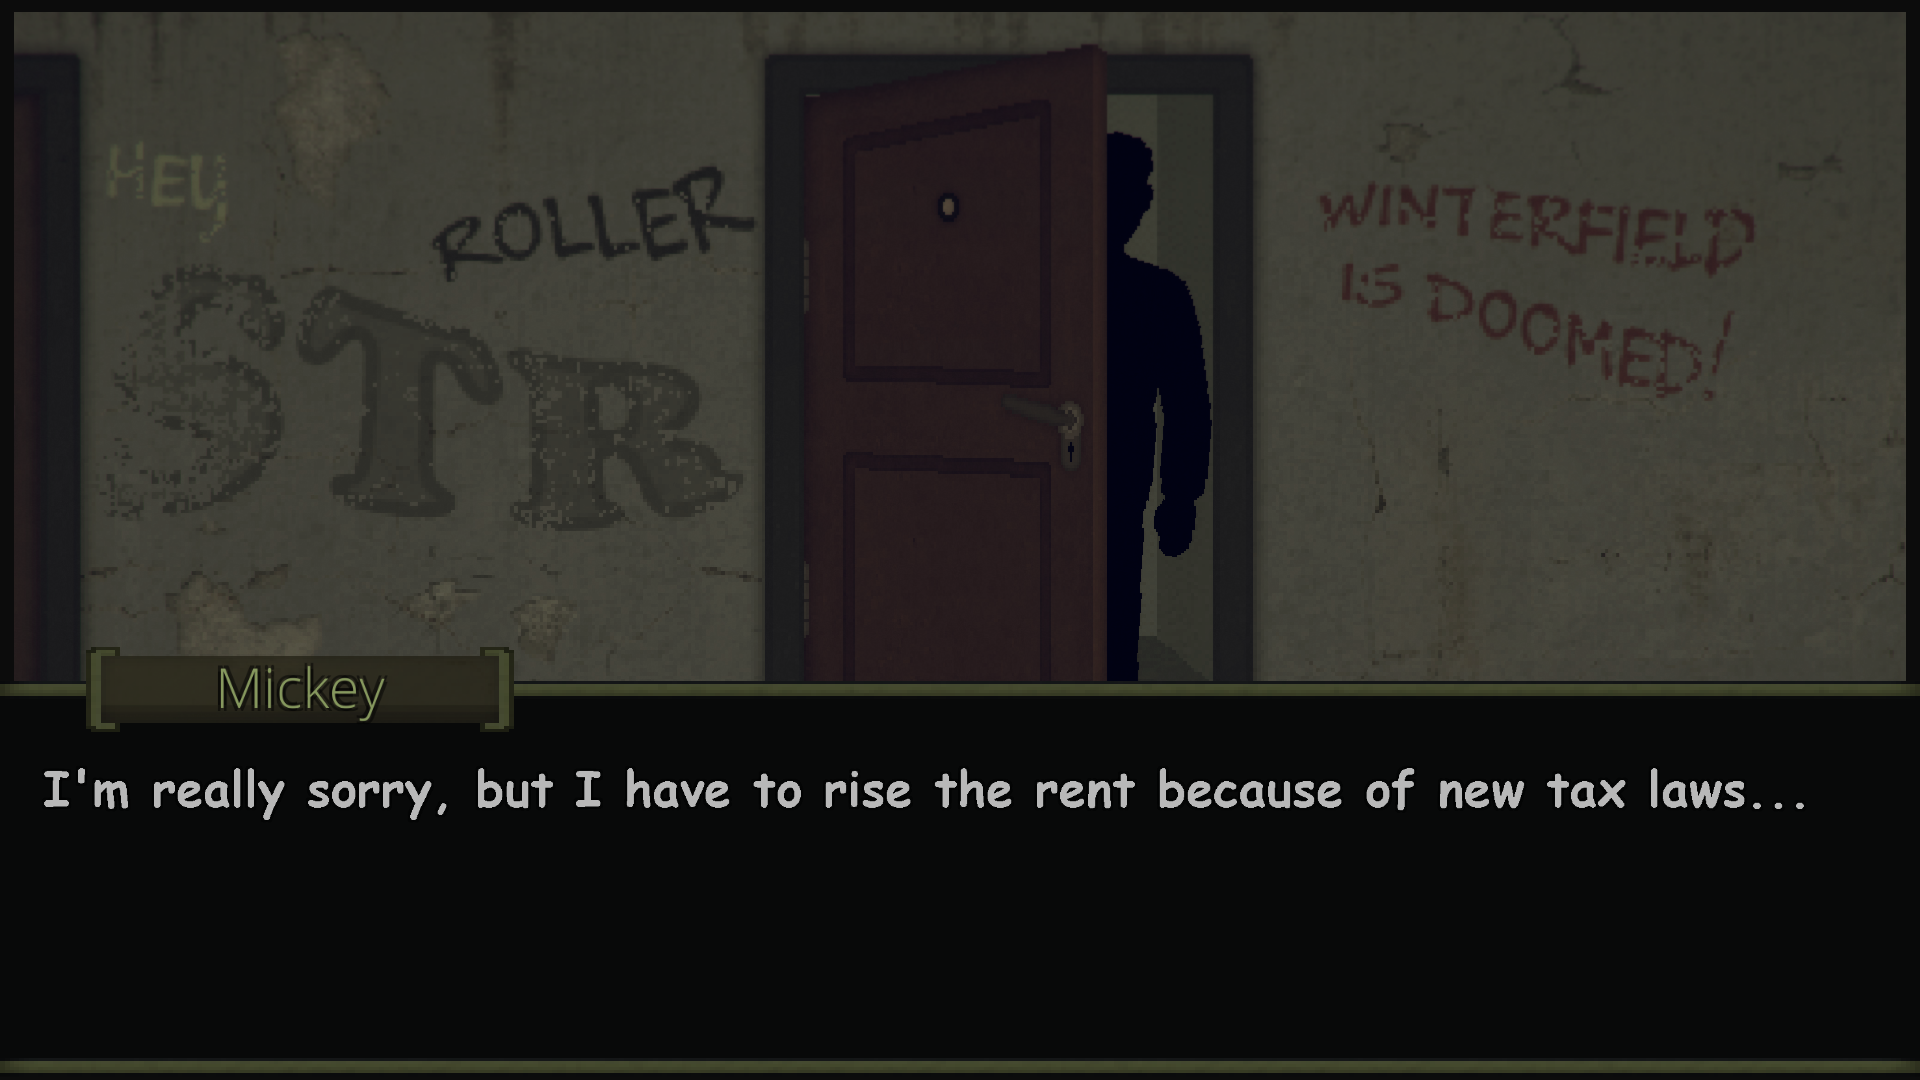 HEY
ROLLER
STR
WINTERFIELD
IS DOOMED!
Mickey
I'm really sorry, but I have to rise the rent because of new tax laws...